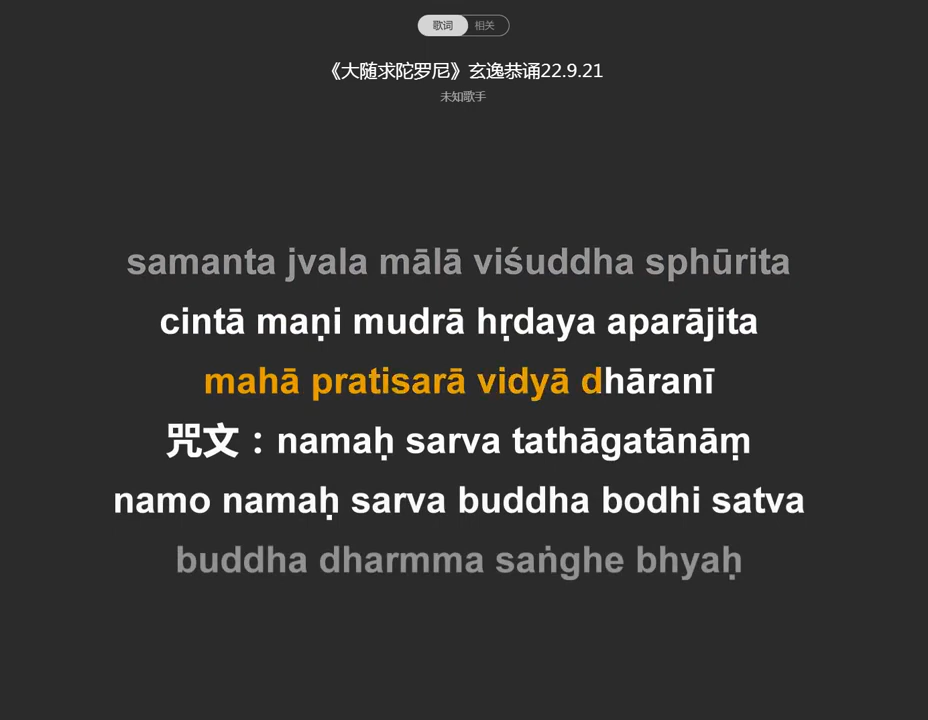 歌词 相关
《大随求陀罗尼》玄逸恭诵22.9.21
未知歌手
samanta jvala mālā viśuddha sphūrita
cintā maṇi mudrā hṛdaya aparājita
mahā pratisarā vidyā dhāranī
咒文：namaḥ sarva tathāgatānāṃ
namo namaḥ sarva buddha bodhi satva
buddha dharmma saṅghe bhyaḥ